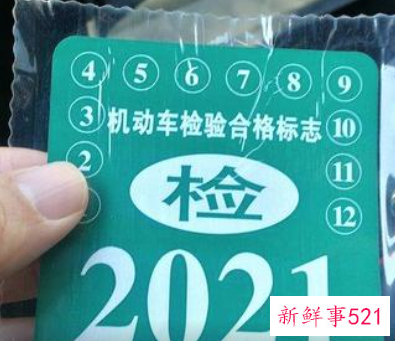 ④ ⑤ ⑥ ⑦ ⑧ ⑨
③ 机动车检验合格标志 ⑩
② ⑪
检
⑫
2021
新鲜事521